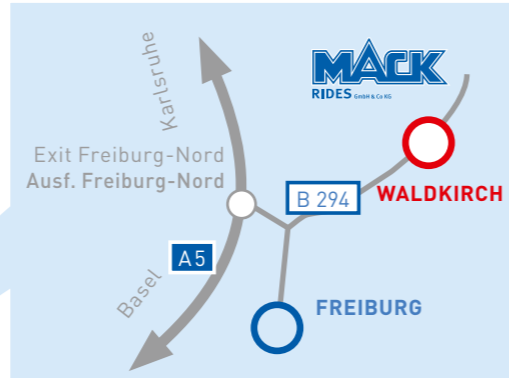 MACK
RIDES GmbH & Co KG
Karlsruhe
Exit Freiburg-Nord
Ausf. Freiburg-Nord
B 294
WALDKIRCH
A5
Basel
FREIBURG